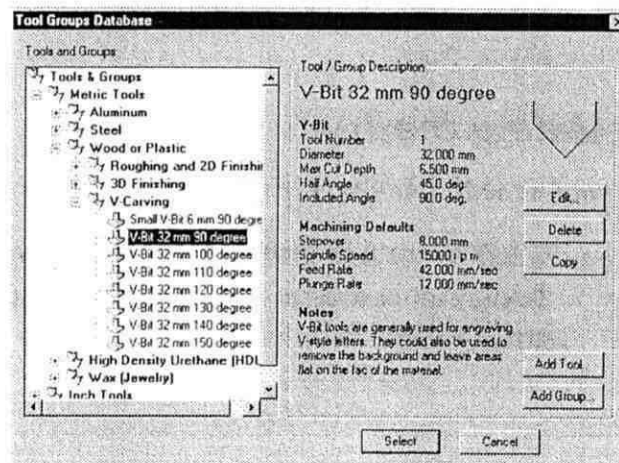 Tool Groups Database
Tools and Groups
Tools & Groups
Metric Tools
Aluminum
Steel
Wood or Plastic
Roughing and 2D Finishin
3D Finishing
V-Carving
Small V-Bit 6 mm 90 degre
V-Bit 32 mm 90 degree
V-Bit 32 mm 100 degree
V-Bit 32 mm 110 degree
V-Bit 32 mm 120 degree
V-Bit 32 mm 130 degree
V-Bit 32 mm 140 degree
V-Bit 32 mm 150 degree
High Density Urethane (HDU
Wax (Jewelry)
Inch Tools
Tool / Group Description
V-Bit 32 mm 90 degree
V-Bit
Tool Number 1
Diameter 32.000 mm
Max Cut Depth 6.500 mm
Half Angle 45.0 deg.
Included Angle 90.0 deg.
Machining Defaults
Stepover 8.000 mm
Spindle Speed 15000 r.p.m
Feed Rate 42.000 mm/sec
Plunge Rate 12.000 mm/sec
Notes
V-Bit tools are generally used for engraving
V-style letters. They could also be used to
remove the background and leave areas
flat on the fac of the material.
Edit...
Delete
Copy
Add Tool...
Add Group...
Select
Cancel